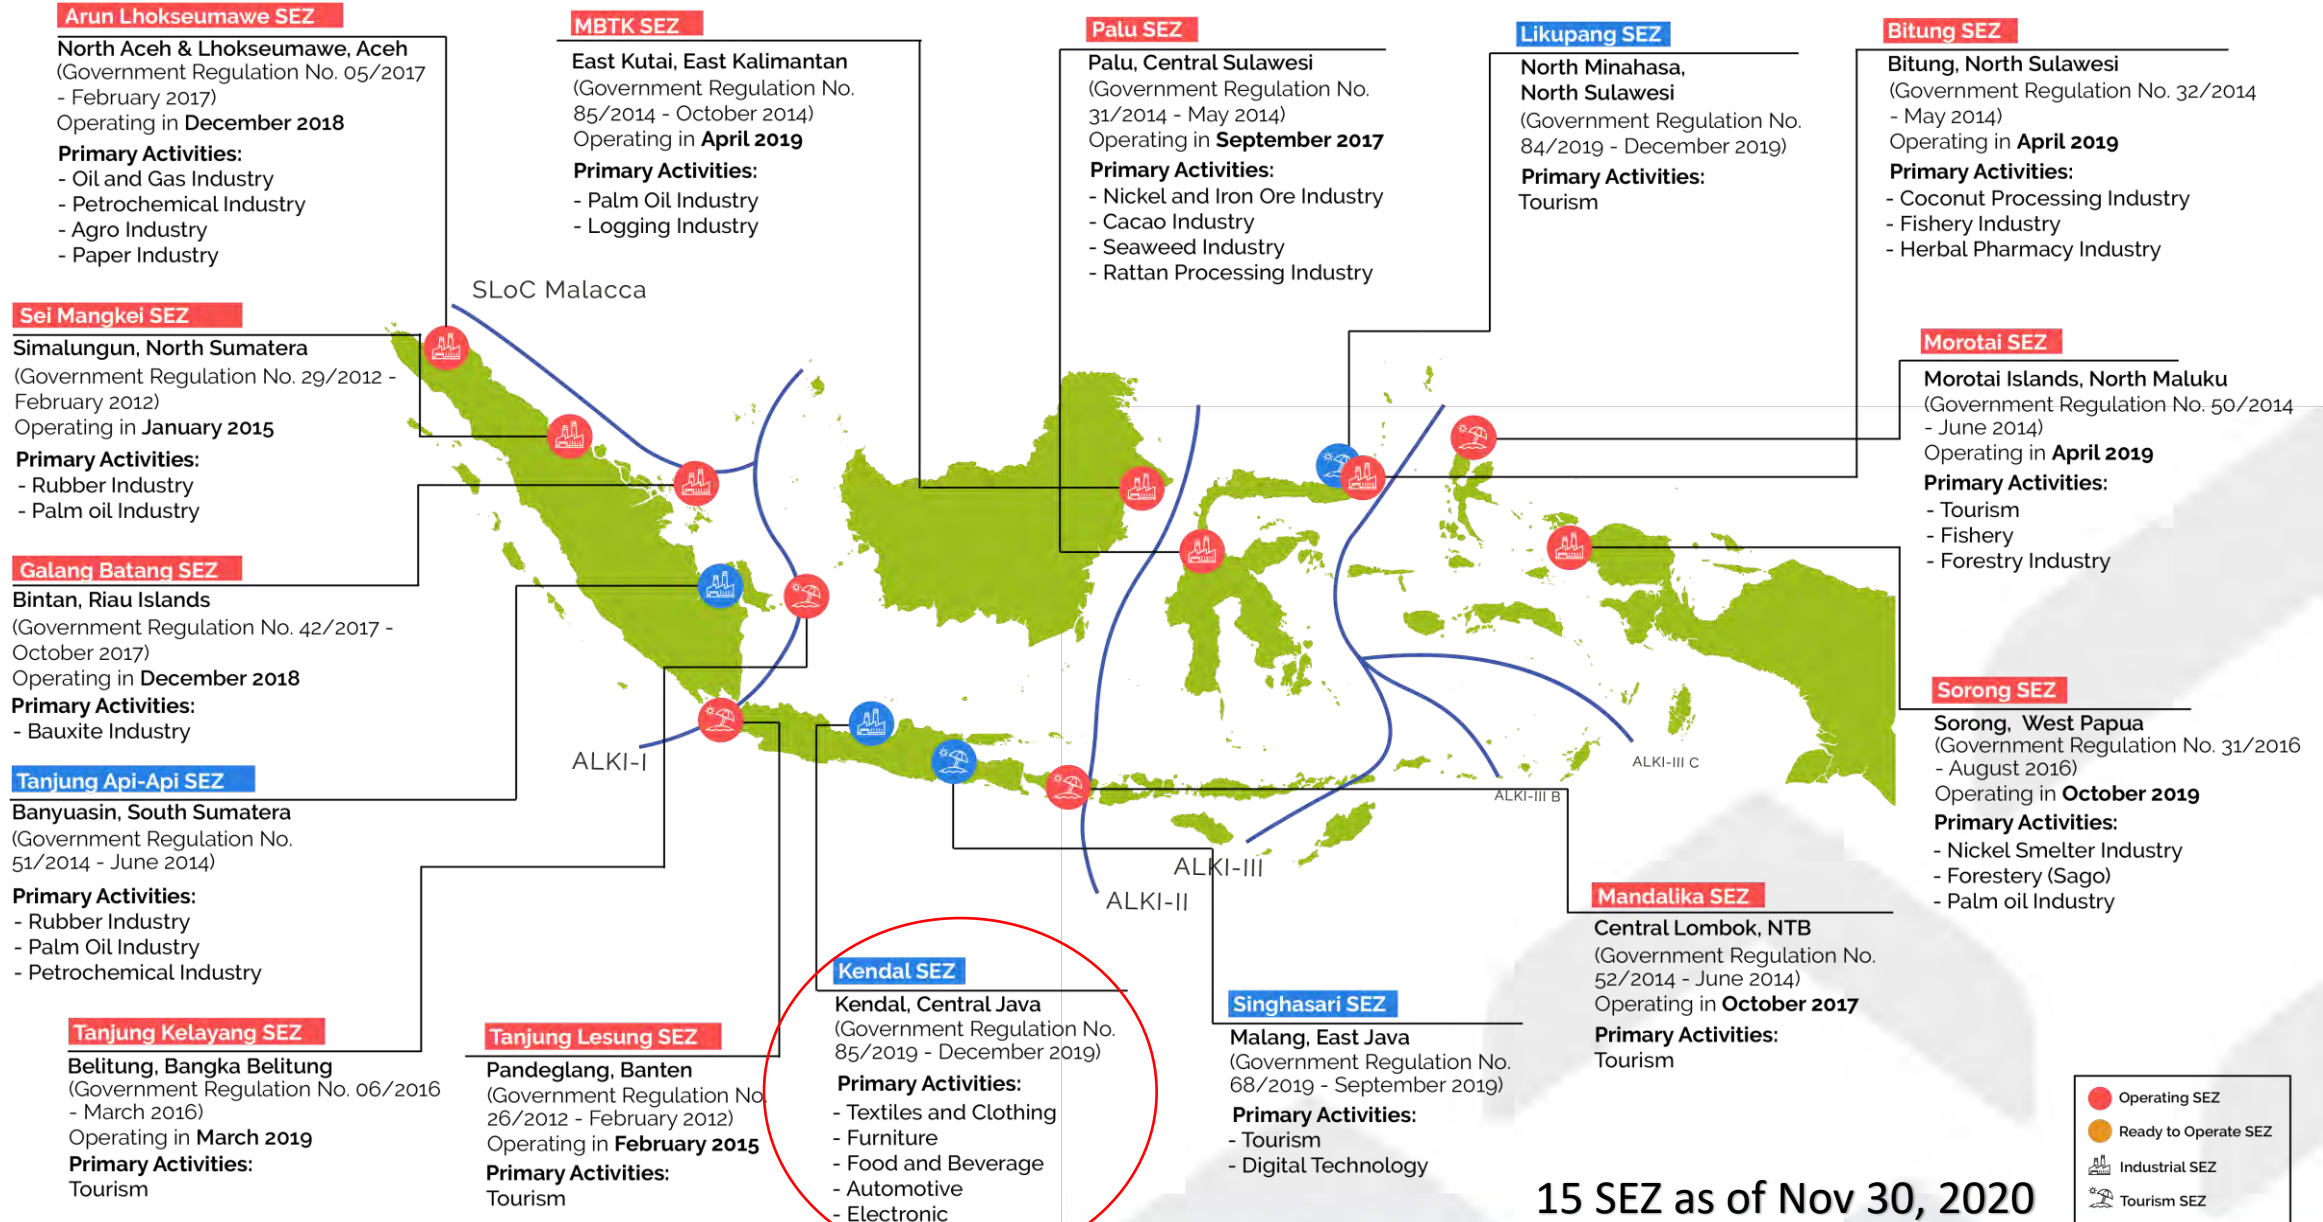 Arun Lhokseumawe SEZ
North Aceh & Lhokseumawe, Aceh
(Government Regulation No. 05/2017
- February 2017)
Operating in December 2018
Primary Activities:
- Oil and Gas Industry
- Petrochemical Industry
- Agro Industry
- Paper Industry
MBTK SEZ
East Kutai, East Kalimantan
(Government Regulation No.
85/2014 - October 2014)
Operating in April 2019
Primary Activities:
- Palm Oil Industry
- Logging Industry
Palu SEZ
Palu, Central Sulawesi
(Government Regulation No.
31/2014 - May 2014)
Operating in September 2017
Primary Activities:
- Nickel and Iron Ore Industry
- Cacao Industry
- Seaweed Industry
- Rattan Processing Industry
Likupang SEZ
North Minahasa,
North Sulawesi
(Government Regulation No.
84/2019 - December 2019)
Primary Activities:
Tourism
Bitung SEZ
Bitung, North Sulawesi
(Government Regulation No. 32/2014
- May 2014)
Operating in April 2019
Primary Activities:
- Coconut Processing Industry
- Fishery Industry
- Herbal Pharmacy Industry
SLoC Malacca
Sei Mangkei SEZ
Simalungun, North Sumatera
(Government Regulation No. 29/2012 -
February 2012)
Operating in January 2015
Primary Activities:
- Rubber Industry
- Palm oil Industry
Morotai SEZ
Morotai Islands, North Maluku
(Government Regulation No. 50/2014
- June 2014)
Operating in April 2019
Primary Activities:
- Tourism
- Fishery
- Forestry Industry
Galang Batang SEZ
Bintan, Riau Islands
(Government Regulation No. 42/2017 -
October 2017)
Operating in December 2018
Primary Activities:
- Bauxite Industry
Sorong SEZ
Sorong, West Papua
(Government Regulation No. 31/2016
- August 2016)
Operating in October 2019
Primary Activities:
- Nickel Smelter Industry
- Forestery (Sago)
- Palm oil Industry
ALKI-I
ALKI-II
ALKI-III
ALKI-III B
ALKI-III C
Tanjung Api-Api SEZ
Banyuasin, South Sumatera
(Government Regulation No.
51/2014 - June 2014)
Primary Activities:
- Rubber Industry
- Palm Oil Industry
- Petrochemical Industry
Mandalika SEZ
Central Lombok, NTB
(Government Regulation No.
52/2014 - June 2014)
Operating in October 2017
Primary Activities:
Tourism
Tanjung Kelayang SEZ
Belitung, Bangka Belitung
(Government Regulation No. 06/2016
- March 2016)
Operating in March 2019
Primary Activities:
Tourism
Tanjung Lesung SEZ
Pandeglang, Banten
(Government Regulation No.
26/2012 - February 2012)
Operating in February 2015
Primary Activities:
Tourism
Kendal SEZ
Kendal, Central Java
(Government Regulation No.
85/2019 - December 2019)
Primary Activities:
- Textiles and Clothing
- Furniture
- Food and Beverage
- Automotive
- Electronic
Singhasari SEZ
Malang, East Java
(Government Regulation No.
68/2019 - September 2019)
Primary Activities:
- Tourism
- Digital Technology
15 SEZ as of Nov 30, 2020
Operating SEZ
Ready to Operate SEZ
Industrial SEZ
Tourism SEZ